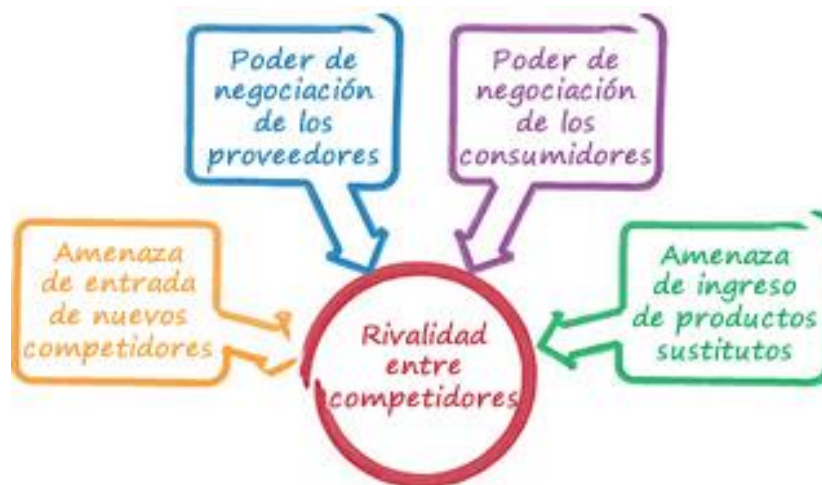 Poder de
negociación
de los
proveedores
Poder de
negociación
de los
consumidores
Amenaza
de entrada
de nuevos
competidores
Rivalidad
entre
competidores
Amenaza
de ingreso
de productos
sustitutos